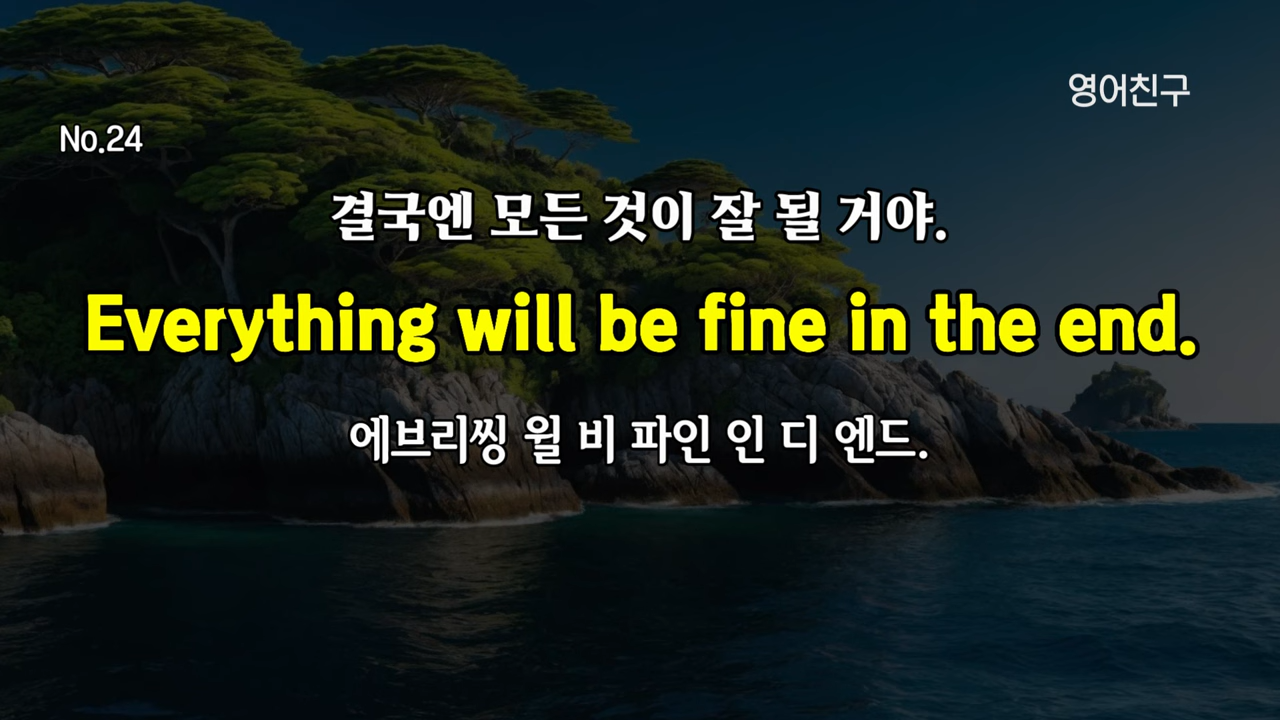 영어친구
No.24
결국엔 모든 것이 잘 될 거야.
Everything will be fine in the end.
에브리씽 윌 비 파인 인 디 엔드.